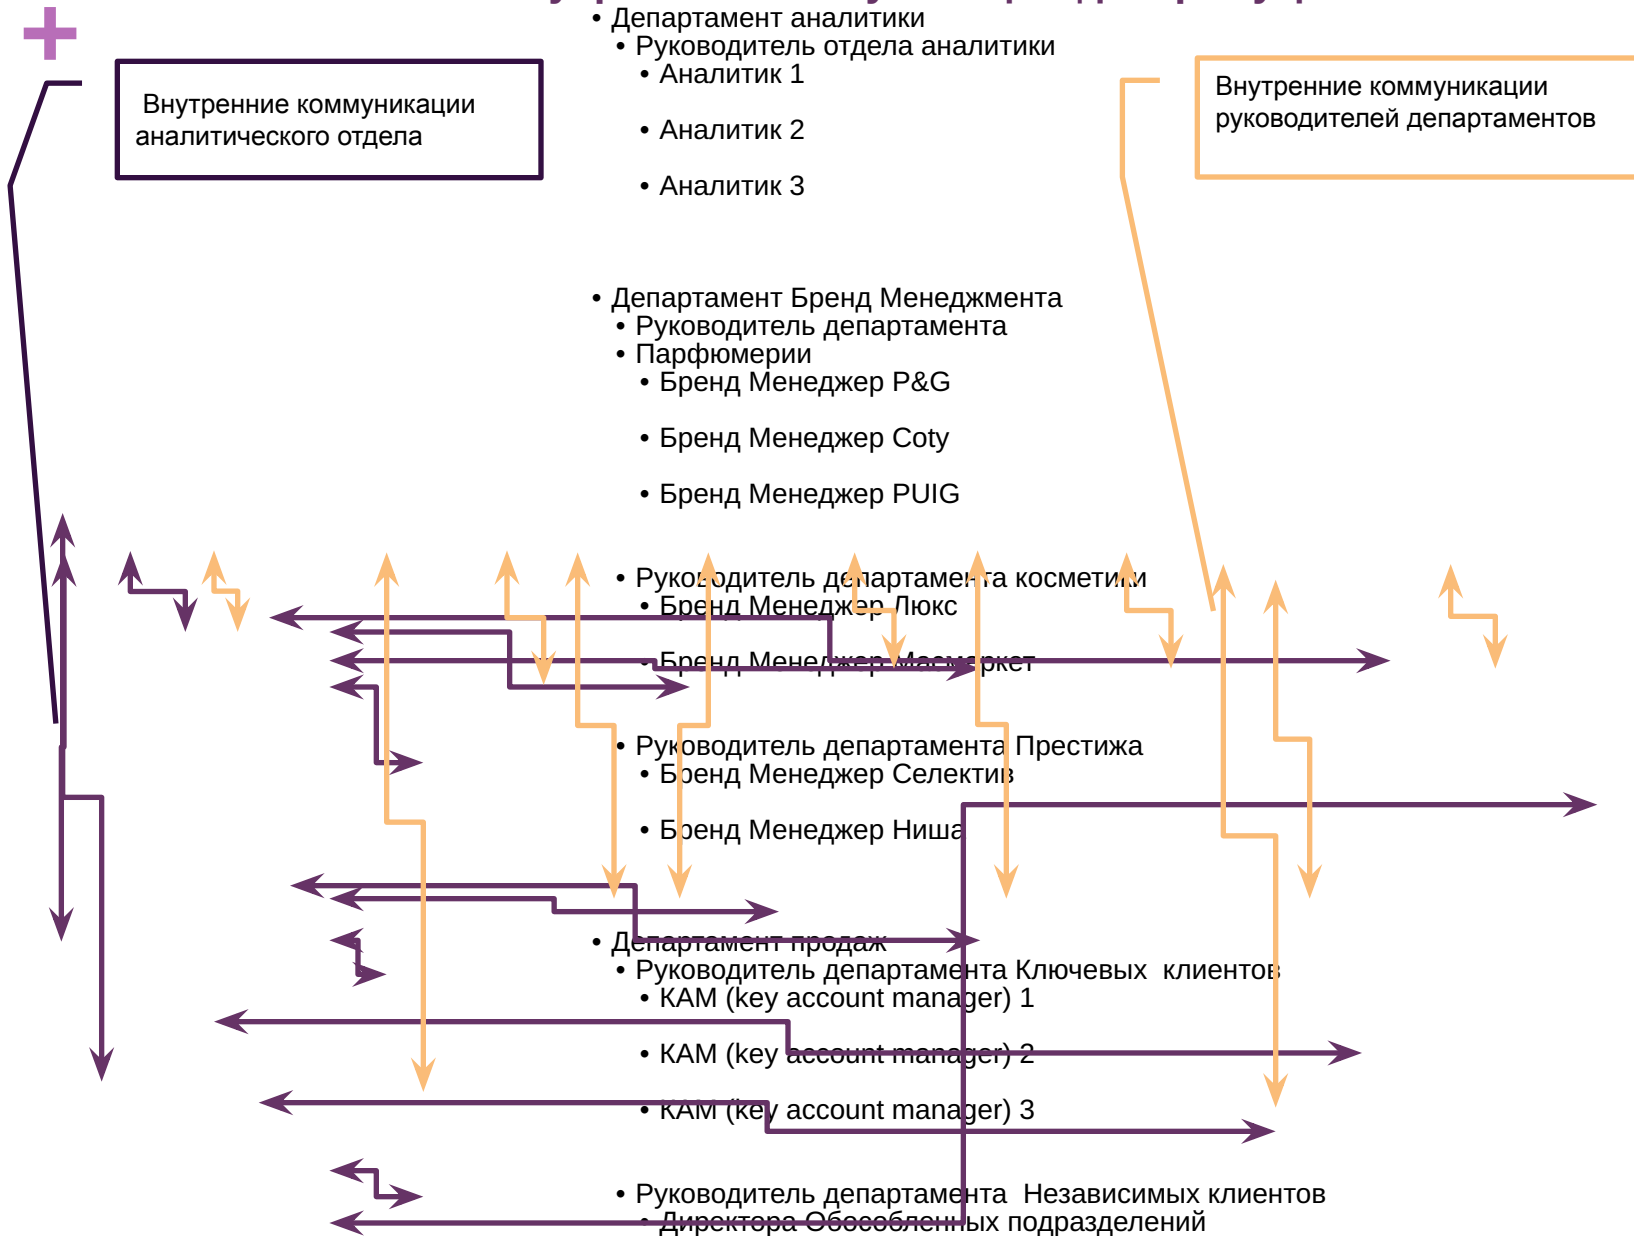 • Департамент аналитики
• Руководитель отдела аналитики
• Аналитик 1
Внутренние коммуникации
аналитического отдела
Внутренние коммуникации
руководителей департаментов
• Аналитик 2
• Аналитик 3
• Департамент Бренд Менеджмента
• Руководитель департамента
• Парфюмерии
• Бренд Менеджер P&G
• Бренд Менеджер Coty
• Бренд Менеджер PUIG
• Руководитель департамента косметики
• Бренд Менеджер Люкс
• Бренд Менеджер Масмаркет
• Руководитель департамента Престижа
• Бренд Менеджер Селектив
• Бренд Менеджер Ниша
• Департамент продаж
• Руководитель департамента Ключевых клиентов
• КАМ (key account manager) 1
• КАМ (key account manager) 2
• КАМ (key account manager) 3
• Руководитель департамента Независимых клиентов
• Директора Обособленных подразделений